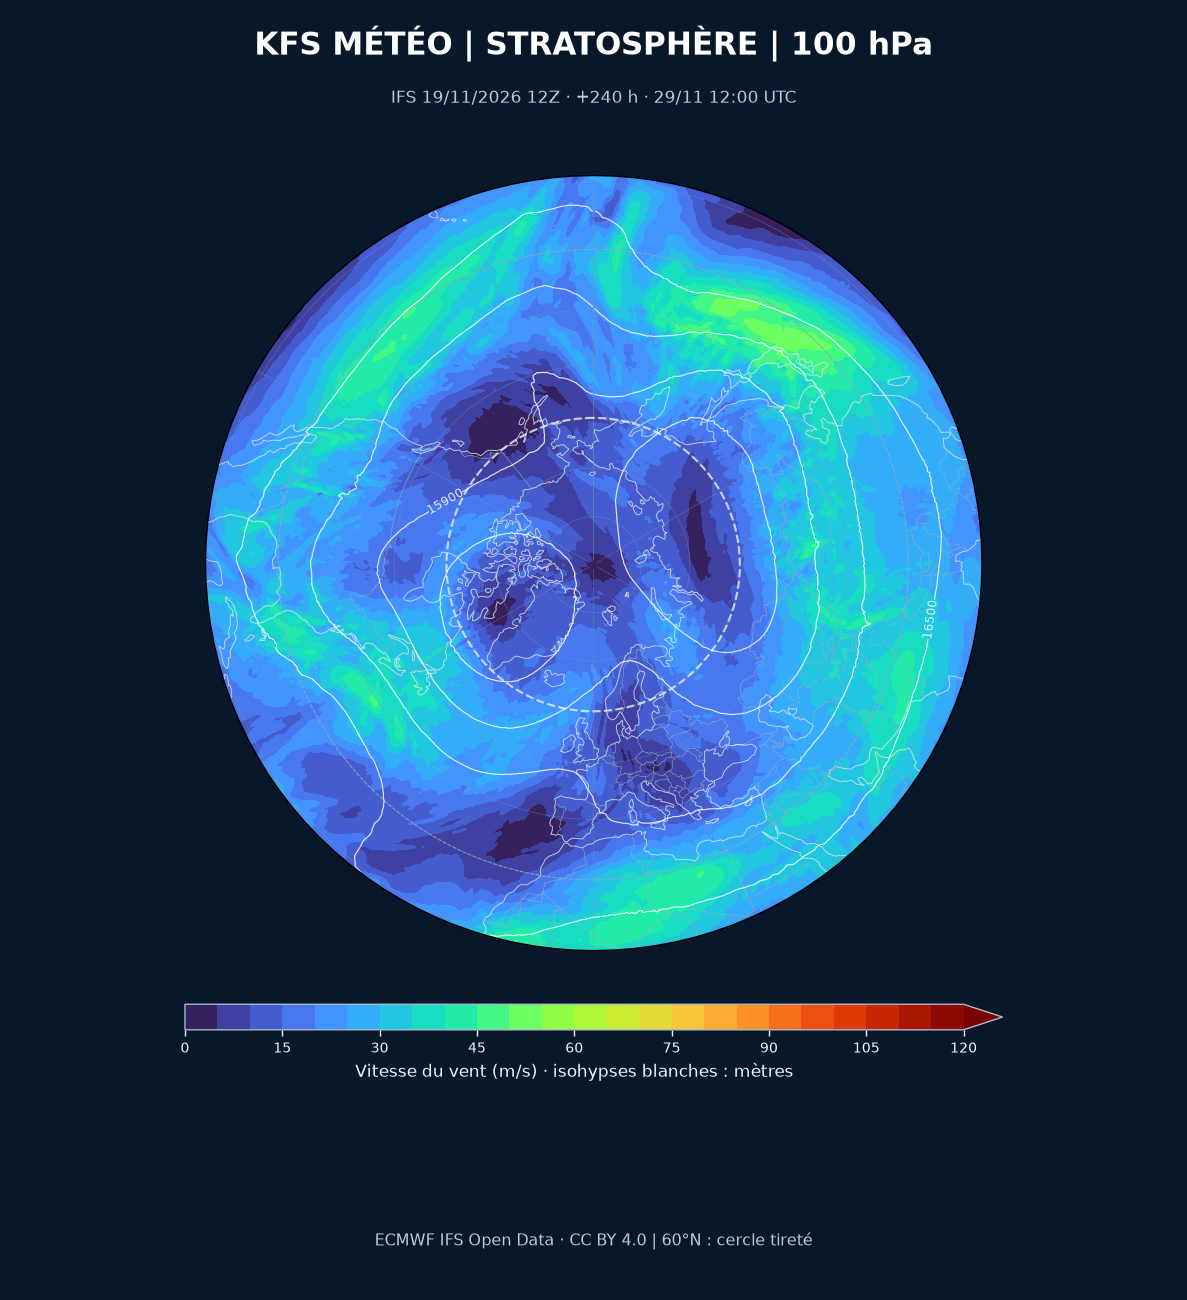 KFS MÉTÉO | STRATOSPHÈRE | 100 hPa
IFS 19/11/2026 12Z · +240 h · 29/11 12:00 UTC
15900
16500
0 15 30 45 60 75 90 105 120
Vitesse du vent (m/s) · isohypses blanches : mètres
ECMWF IFS Open Data · CC BY 4.0 | 60°N : cercle tireté